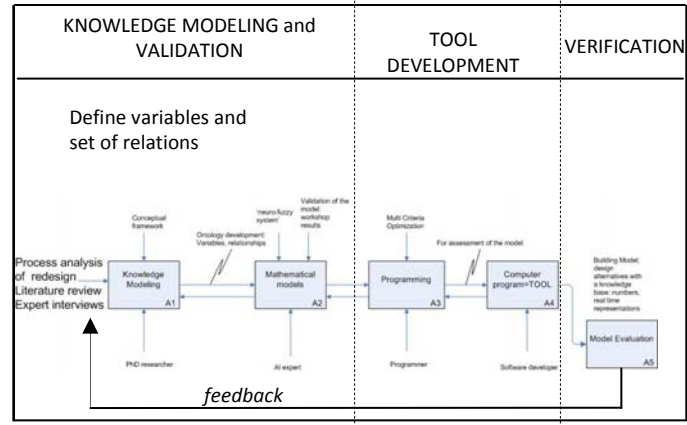 KNOWLEDGE MODELING and
VALIDATION
TOOL
DEVELOPMENT
VERIFICATION
Define variables and
set of relations
Conceptual
framework
Ontology development:
Variables, relationships
'neuro-fuzzy
system'
Validation of the
model
workshop
results
Multi Criteria
Optimization
For assessment of the model
Building Model,
design
alternatives with
a knowledge
base: numbers,
real time
representations
Process analysis
of redesign
Literature review
Expert interviews
Knowledge
Modeling
A1
Mathematical
models
A2
Programming
A3
Computer
program=TOOL
A4
Model Evaluation
A5
PhD researcher
AI expert
Programmer
Software developer
feedback